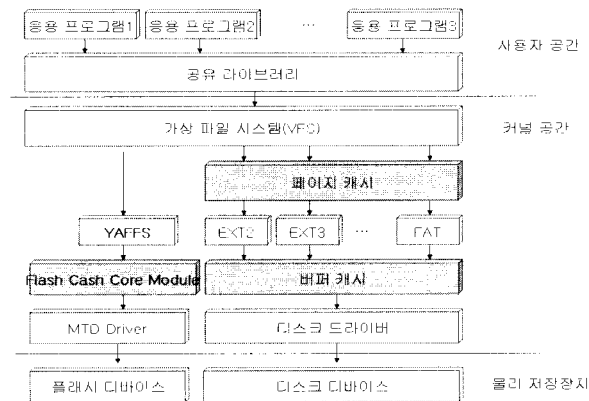 응용 프로그램1 응용 프로그램2 ... 응용 프로그램3
사용자 공간
공유 라이브러리
가상 파일 시스템(VFS)
커널 공간
페이지 캐시
YAFFS EXT2 EXT3 ... FAT
Flash Cash Core Module 버퍼 캐시
MTD Driver 디스크 드라이버
플래시 디바이스 디스크 디바이스
물리 저장장치